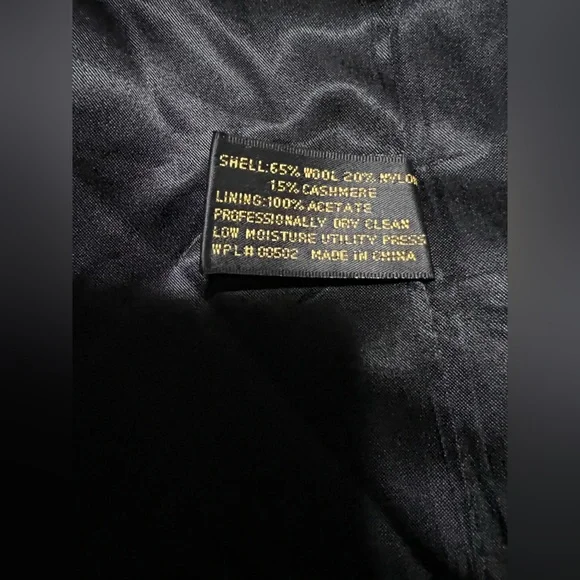 SHELL:65% WOOL 20% NYLON
15% CASHMERE
LINING:100% ACETATE
PROFESSIONALLY DRY CLEAN
LOW MOISTURE UTILITY PRESS
WPL# 00502 MADE IN CHINA